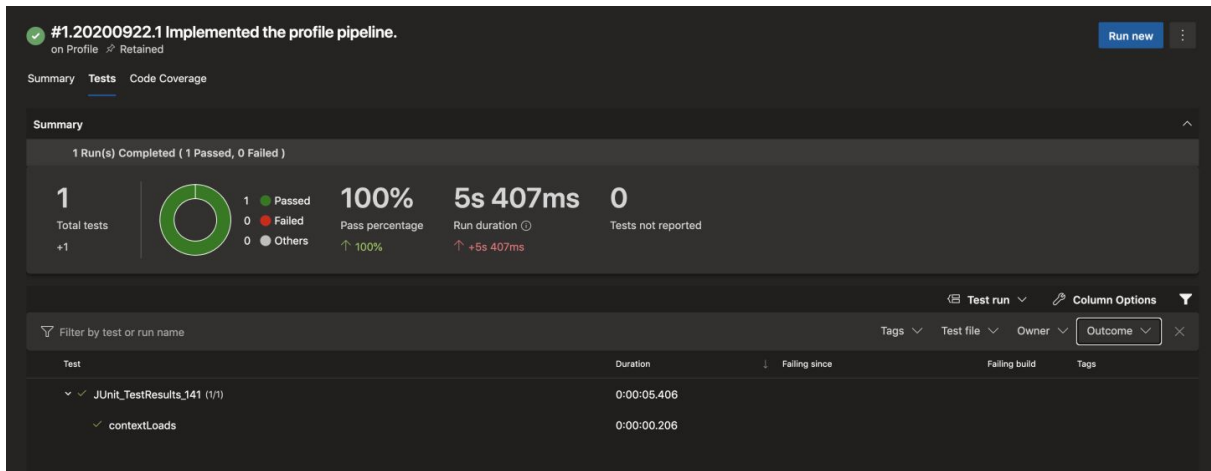 #1.20200922.1 Implemented the profile pipeline.
on Profile Retained
Run new
Summary Tests Code Coverage
Summary
1 Run(s) Completed ( 1 Passed, 0 Failed )
1
Total tests
+1
1 Passed
0 Failed
0 Others
100%
Pass percentage
↑ 100%
5s 407ms
Run duration
↑ +5s 407ms
0
Tests not reported
Test run Column Options
Filter by test or run name Tags Test file Owner Outcome
Test Duration ↓ Failing since Failing build Tags
JUnit_TestResults_141 (1/1) 0:00:05.406
contextLoads 0:00:00.206